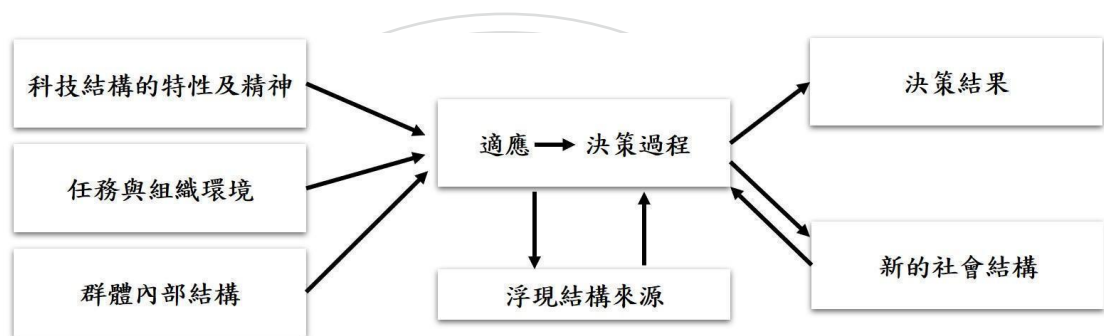 科技結構的特性及精神
任務與組織環境
群體內部結構
適應
決策過程
浮現結構來源
決策結果
新的社會結構